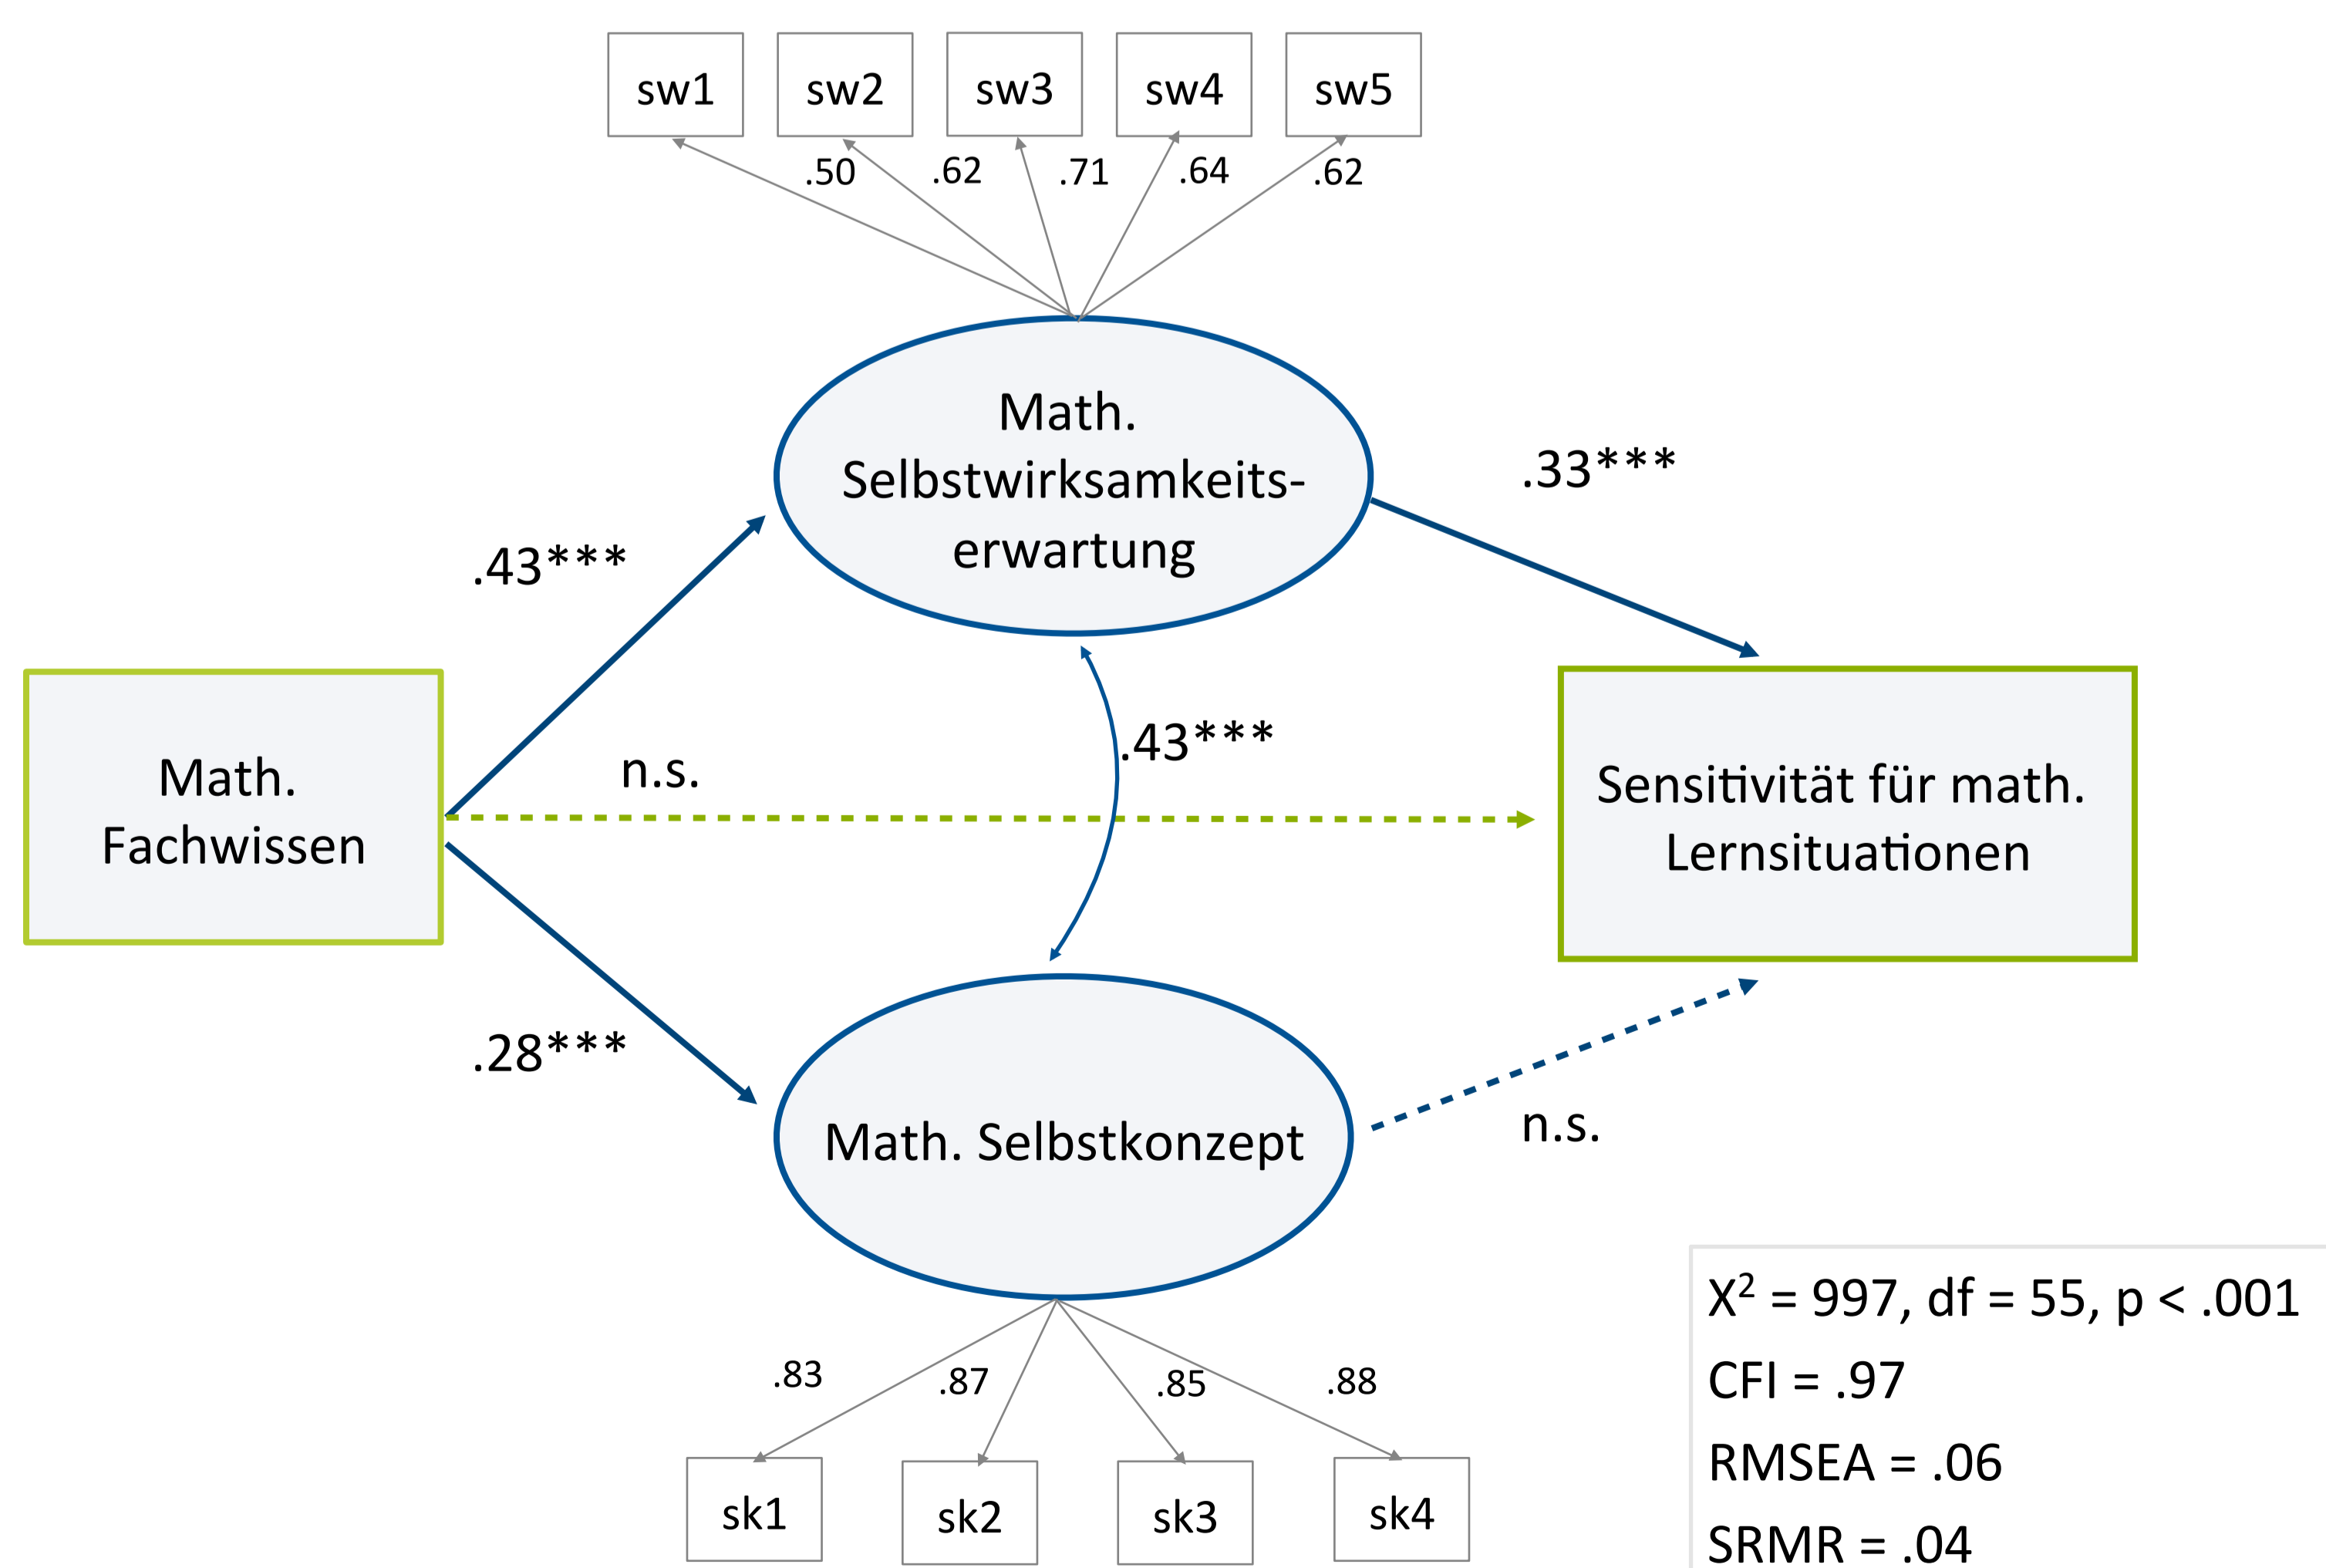 sw1 sw2 sw3 sw4 sw5
.50 .62 .71 .64 .62
Math.
Selbstwirksamkeits-
erwartung
.33***
.43***
.43***
n.s.
Math.
Fachwissen
Sensitivität für math.
Lernsituationen
.28***
Math. Selbstkonzept
n.s.
.83 .87 .85 .88
sk1 sk2 sk3 sk4
X² = 997, df = 55, p < .001
CFI = .97
RMSEA = .06
SRMR = .04